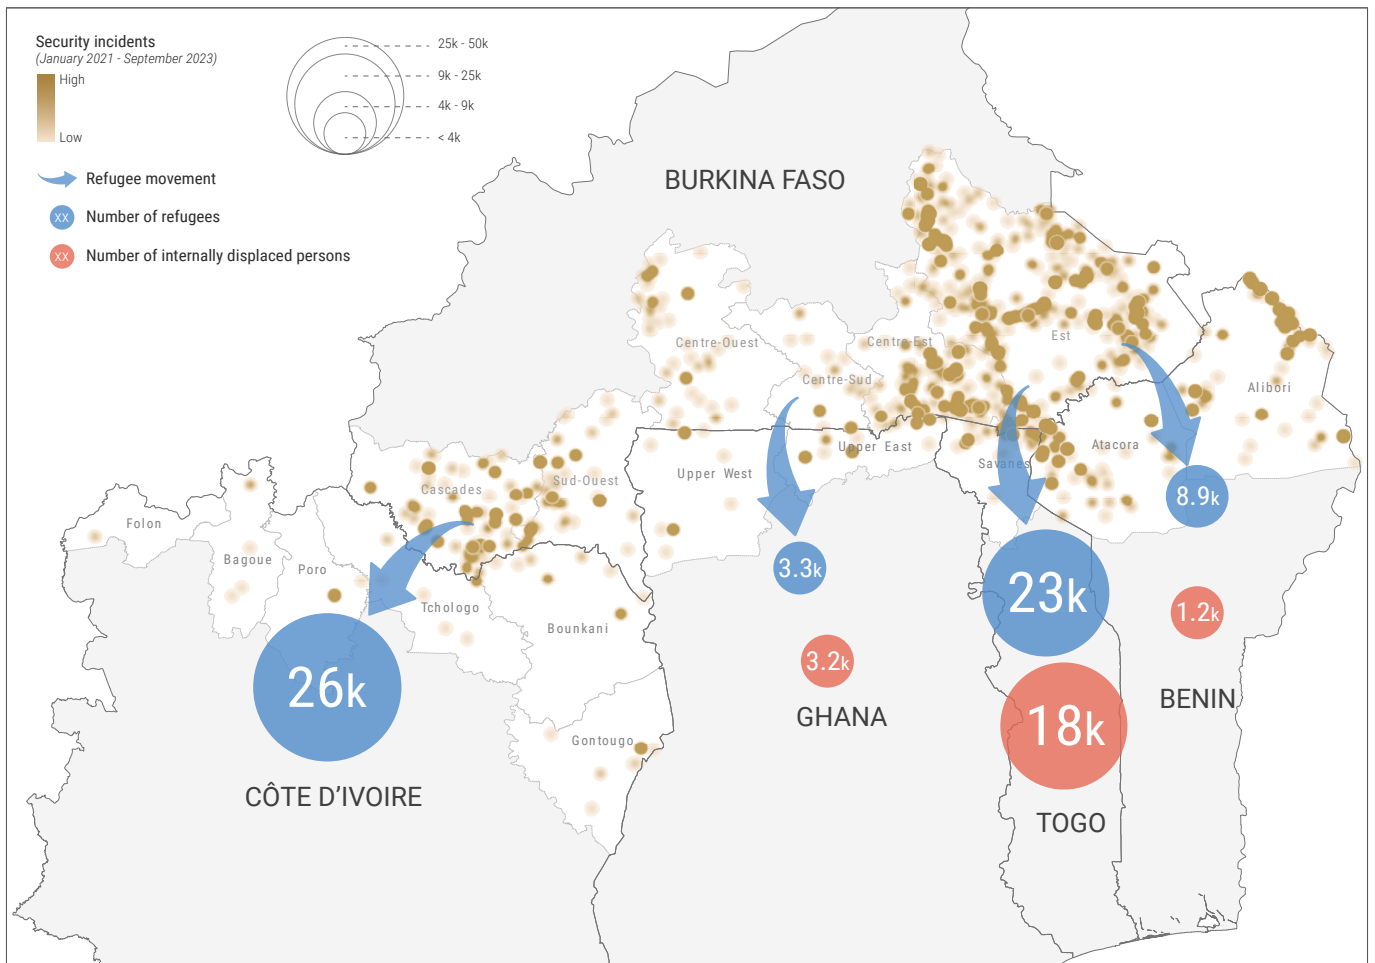 Security incidents
(January 2021 - September 2023)
High
Low
25k - 50k
9k - 25k
4k - 9k
< 4k
Refugee movement
XX Number of refugees
XX Number of internally displaced persons
BURKINA FASO
Centre-Ouest
Centre-Est
Est
Centre-Sud
Alibori
Upper East
Atacora
Upper West
Savanes
Cascades
Sud-Ouest
8.9k
Folon
Bagoue
Poro
3.3k
23k
Tchologo
Bounkani
1.2k
26k
3.2k
BENIN
GHANA
18k
Gontougo
CÔTE D'IVOIRE
TOGO